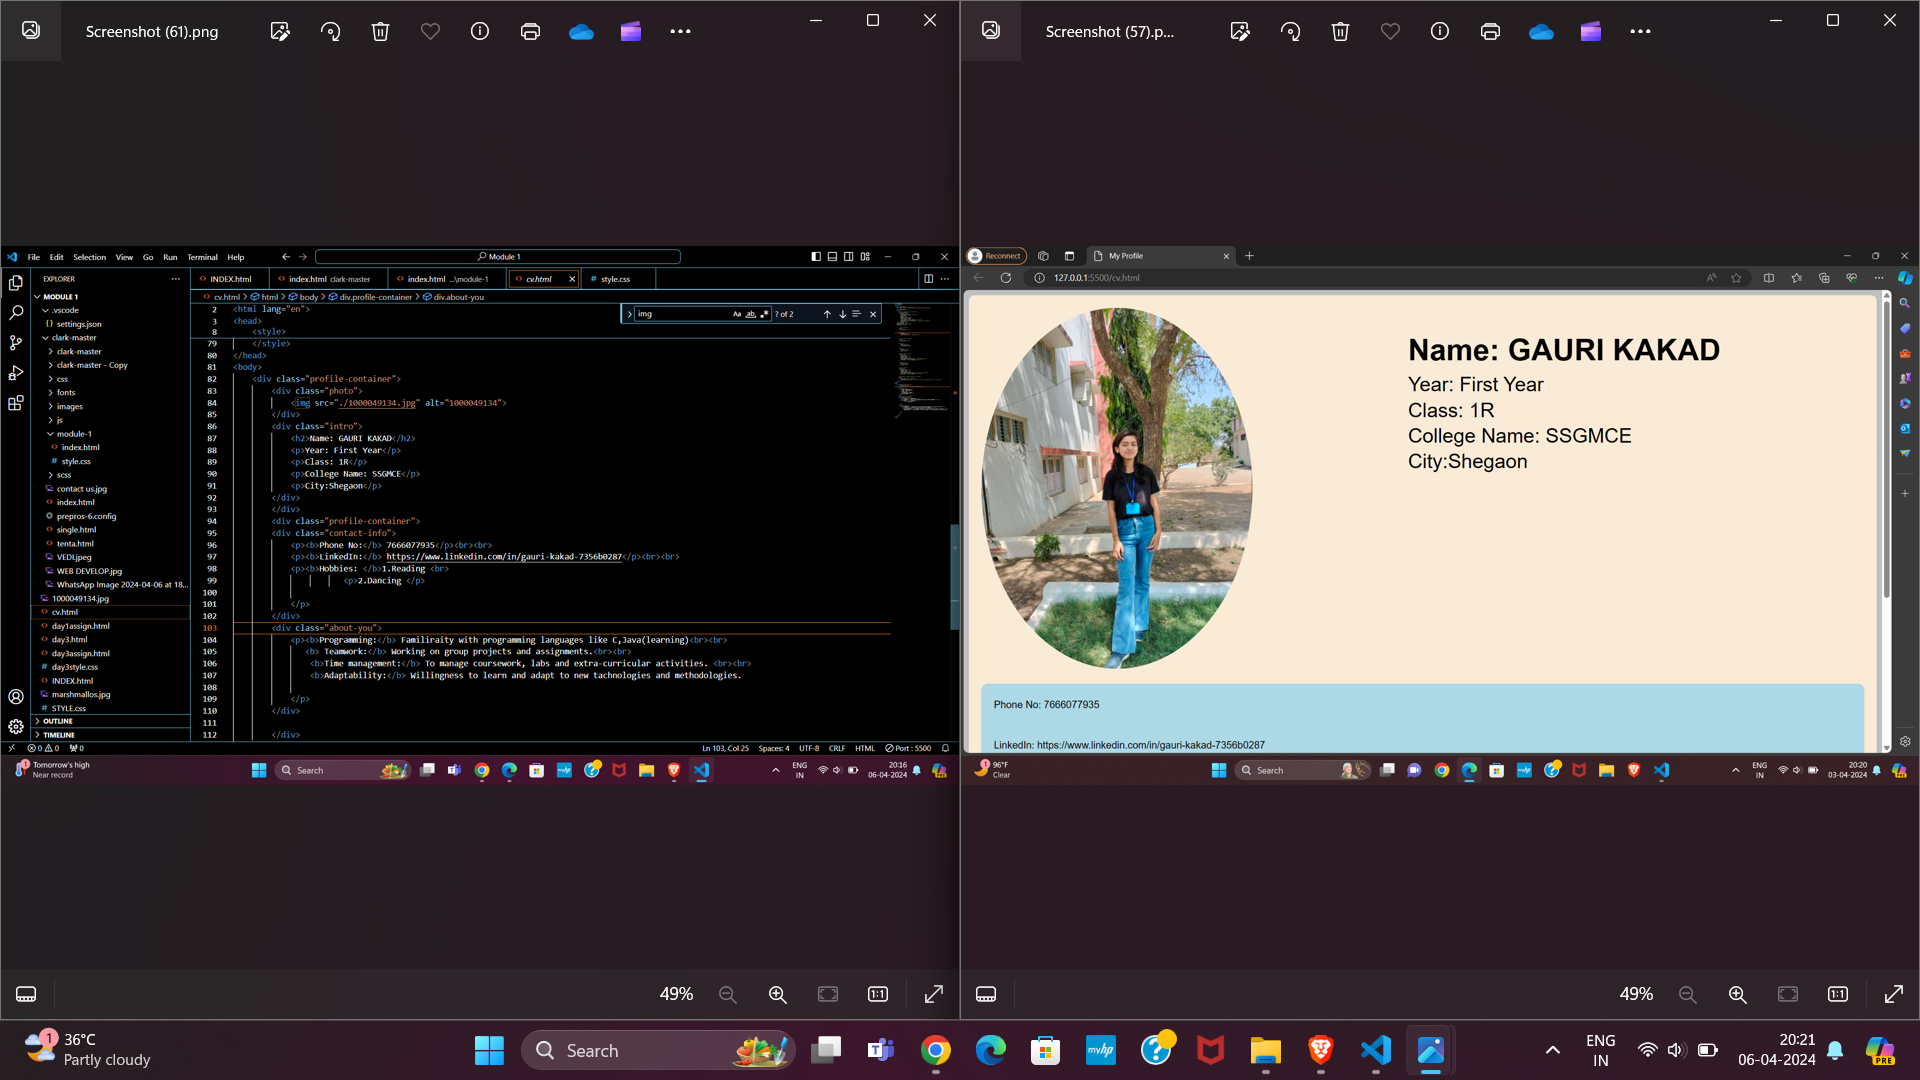 Screenshot (61).png
File Edit Selection View Go Run Terminal Help
Module 1
EXPLORER
MODULE 1
.vscode
settings.json
clark-master
clark-master
clark-master - Copy
css
fonts
images
js
module-1
index.html
style.css
scss
contact us.jpg
index.html
prepros-6.config
single.html
tenta.html
VEDI.jpeg
WEB DEVELOP.jpg
WhatsApp Image 2024-04-06 at 18...
1000049134.jpg
cv.html
day1assign.html
day3.html
day3assign.html
day3style.css
INDEX.html
marshmallos.jpg
STYLE.css
OUTLINE
TIMELINE
INDEX.html index.html clark-master index.html ...\module-1 cv.html style.css
cv.html > html > body > div.profile-container > div.about-you
img Aa ab ? of 2
2 <html lang="en">
3 <head>
8 <style>
79 </style>
80 </head>
81 <body>
82 <div class="profile-container">
83 <div class="photo">
84 <img src="./1000049134.jpg" alt="1000049134">
85 </div>
86 <div class="intro">
87 <h2>Name: GAURI KAKAD</h2>
88 <p>Year: First Year</p>
89 <p>Class: 1R</p>
90 <p>College Name: SSGMCE</p>
91 <p>City:Shegaon</p>
92 </div>
93 </div>
94 <div class="profile-container">
95 <div class="contact-info">
96 <p><b>Phone No:</b> 7666077935</p><br><br>
97 <p><b>LinkedIn:</b> https://www.linkedin.com/in/gauri-kakad-7356b0287</p><br><br>
98 <p><b>Hobbies: </b>1.Reading <br>
99 <p>2.Dancing </p>
100
101 </p>
102 </div>
103 <div class="about-you">
104 <p><b>Programming:</b> Familiraity with programming languages like C,Java(learning)<br><br>
105 <b> Teamwork:</b> Working on group projects and assignments.<br><br>
106 <b>Time management:</b> To manage coursework, labs and extra-curricular activities. <br><br>
107 <b>Adaptability:</b> Willingness to learn and adapt to new tachnologies and methodologies.
108
109 </p>
110 </div>
111
112 </div>
0 0 0 Ln 103, Col 25 Spaces: 4 UTF-8 CRLF HTML Port : 5500
1 Tomorrow's high
Near record
Search
ENG
IN
20:16
06-04-2024
49%
Screenshot (57).p...
Reconnect My Profile
127.0.0.1:5500/cv.html
Name: GAURI KAKAD
Year: First Year
Class: 1R
College Name: SSGMCE
City:Shegaon
Phone No: 7666077935
LinkedIn: https://www.linkedin.com/in/gauri-kakad-7356b0287
1 96°F
Clear
Search
ENG
IN
20:20
03-04-2024
49%
1 36°C
Partly cloudy
Search
myhp
ENG
IN
20:21
06-04-2024
PRE